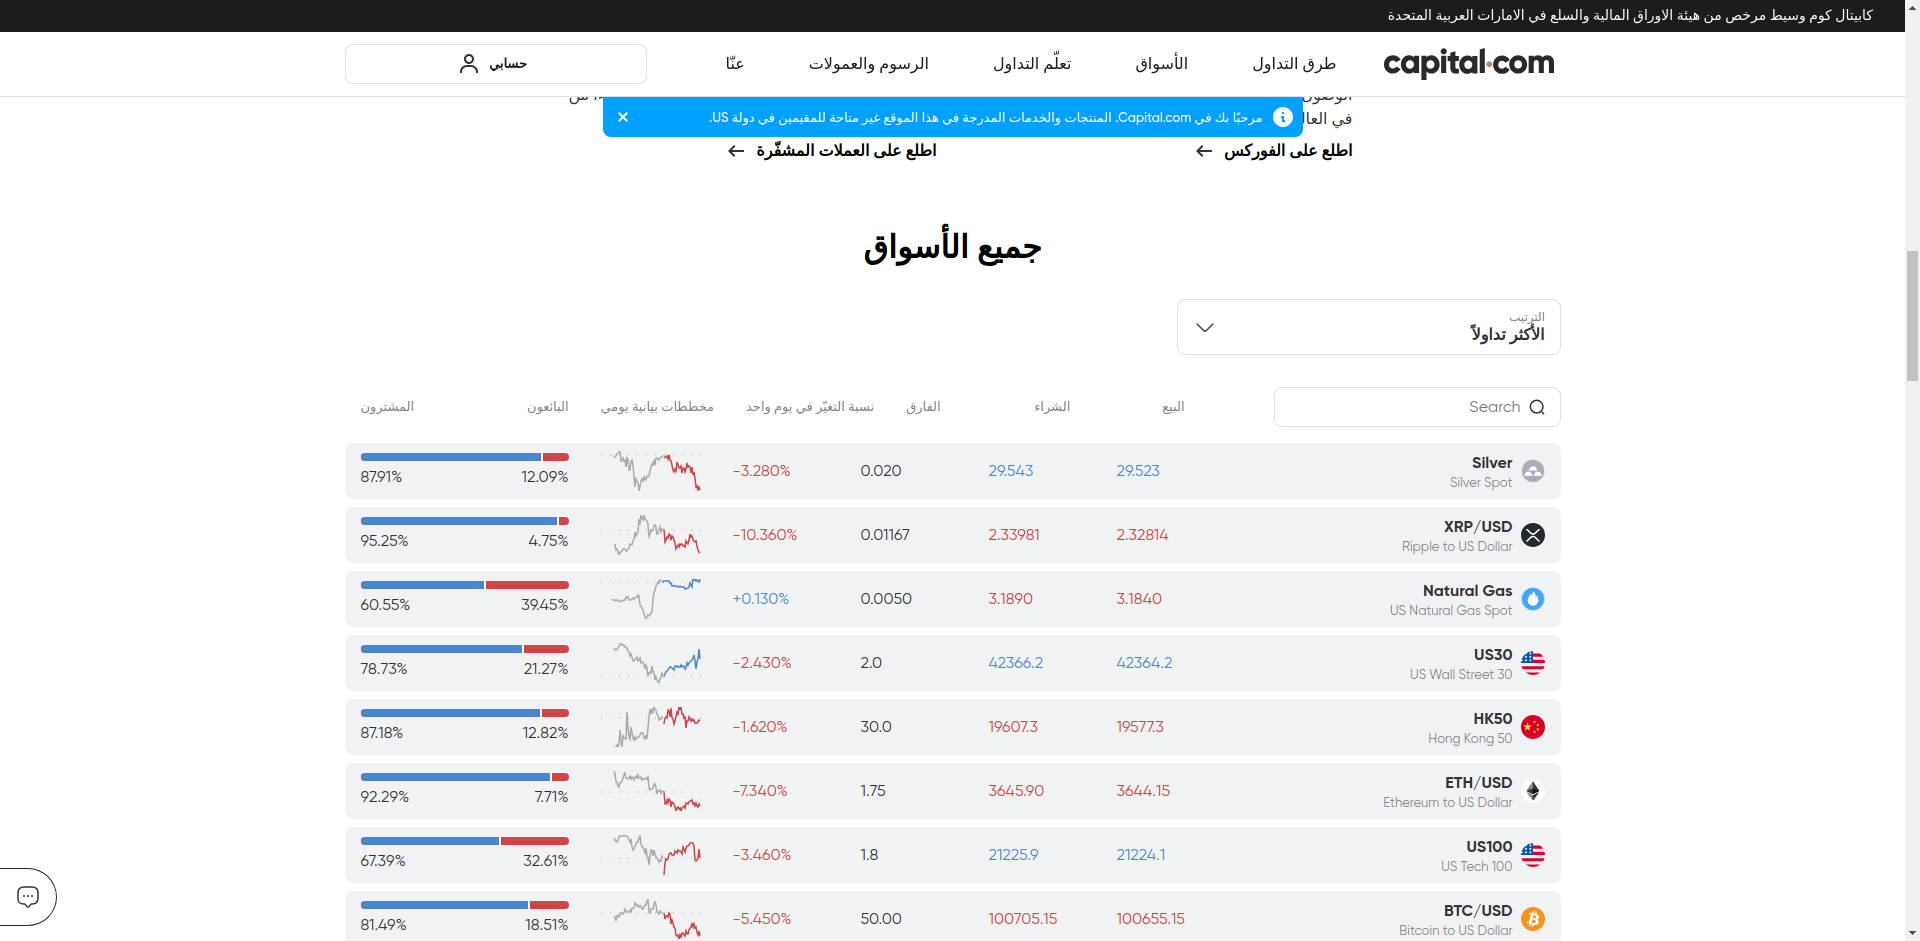 كابيتال كوم وسيط مرخص من هيئة الاوراق المالية والسلع في الامارات العربية المتحدة
capital.com طرق التداول الأسواق تعلّم التداول الرسوم والعمولات عنّا حسابي
مرحبًا بك في Capital.com. المنتجات والخدمات المدرجة في هذا الموقع غير متاحة للمقيمين في دولة US.
اطلع على الفوركس اطلع على العملات المشفّرة
جميع الأسواق
الترتيب
الأكثر تداولاً
Search البيع الشراء الفارق نسبة التغيّر في يوم واحد مخططات بيانية يومي البائعون المشترون
Silver
Silver Spot
29.523 29.543 0.020 -3.280% 12.09% 87.91%
XRP/USD
Ripple to US Dollar
2.32814 2.33981 0.01167 -10.360% 4.75% 95.25%
Natural Gas
US Natural Gas Spot
3.1840 3.1890 0.0050 +0.130% 39.45% 60.55%
US30
US Wall Street 30
42364.2 42366.2 2.0 -2.430% 21.27% 78.73%
HK50
Hong Kong 50
19577.3 19607.3 30.0 -1.620% 12.82% 87.18%
ETH/USD
Ethereum to US Dollar
3644.15 3645.90 1.75 -7.340% 7.71% 92.29%
US100
US Tech 100
21224.1 21225.9 1.8 -3.460% 32.61% 67.39%
BTC/USD
Bitcoin to US Dollar
100655.15 100705.15 50.00 -5.450% 18.51% 81.49%